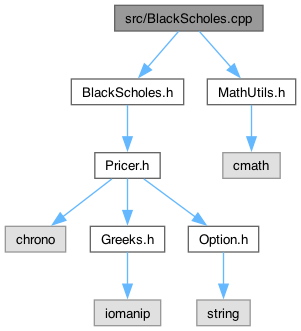 src/BlackScholes.cpp
BlackScholes.h
MathUtils.h
Pricer.h
cmath
chrono
Greeks.h
Option.h
iomanip
string